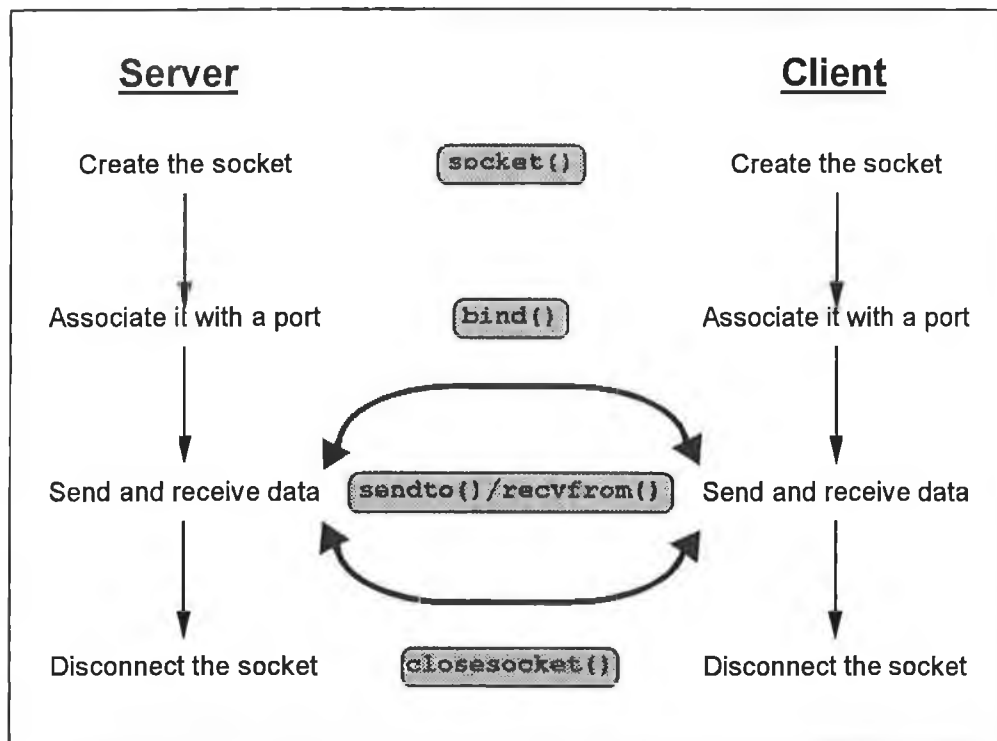 Server
Client
Create the socket
socket()
Create the socket
Associate it with a port
bind()
Associate it with a port
Send and receive data
sendto()/recvfrom()
Send and receive data
Disconnect the socket
closesocket()
Disconnect the socket